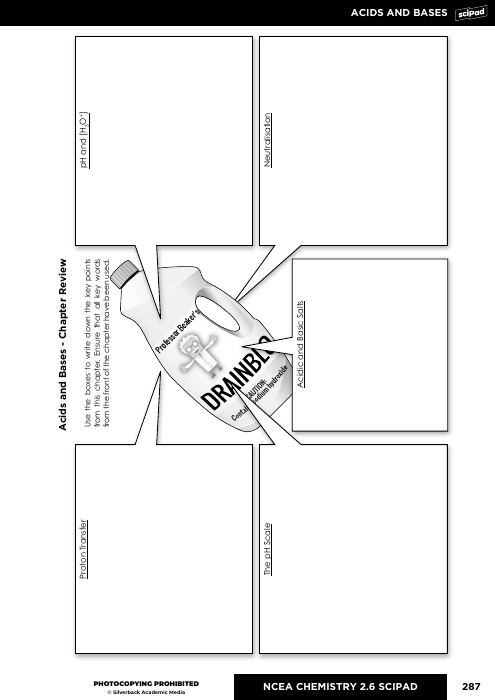 ACIDS AND BASES
scipad
Acids and Bases - Chapter Review
Use the boxes to write down the key points
from this chapter. Ensure that all key words
from the front of the chapter have been used.
Proton Transfer
pH and [H₃O⁺]
The pH Scale
Neutralisation
Acidic and Basic Salts
Professor Beaker's
DRAINBLO
CAUTION:
sodium hydroxide
PHOTOCOPYING PROHIBITED
© Silverback Academic Media
NCEA CHEMISTRY 2.6 SCIPAD
287